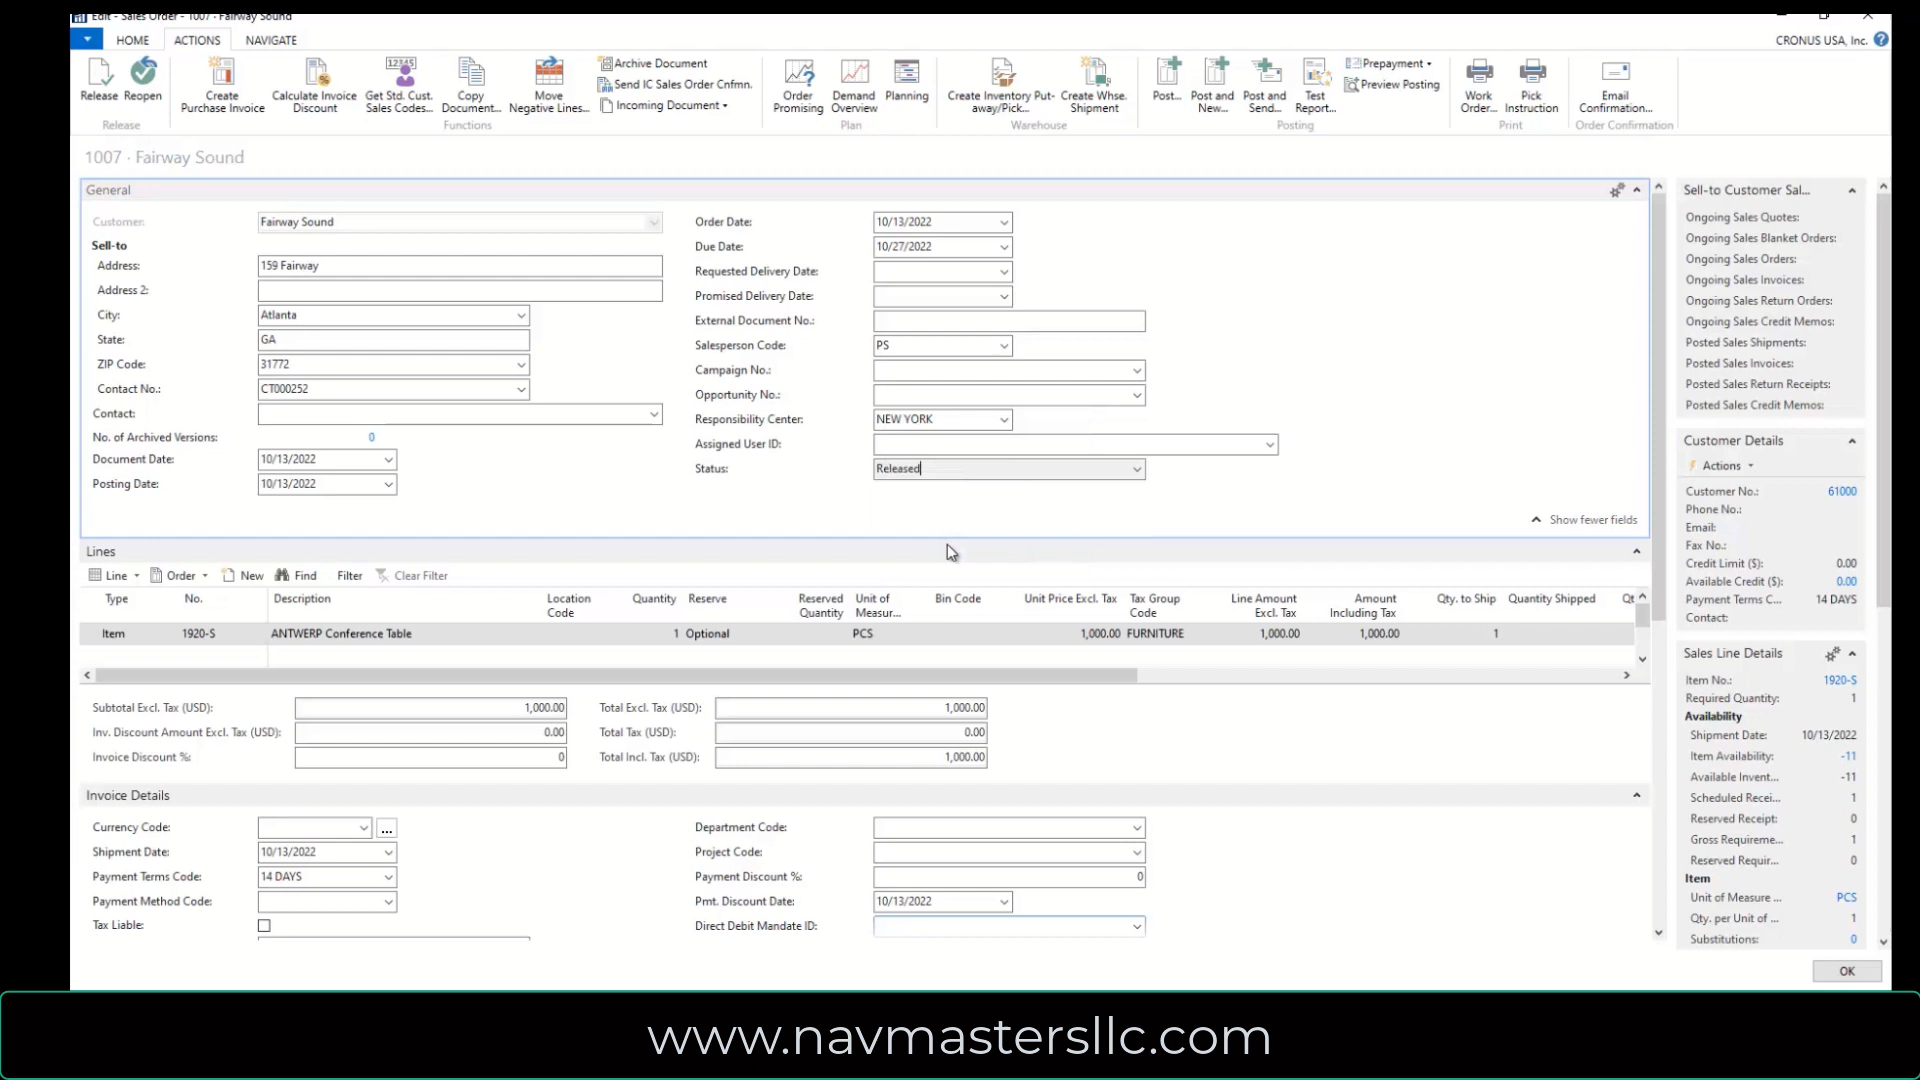 Edit - Sales Order - 1007 · Fairway Sound
HOME ACTIONS NAVIGATE CRONUS USA, Inc.
Release Reopen
Release
Create Purchase Invoice
Calculate Invoice Discount
Get Std. Cust. Sales Codes...
Copy Document...
Move Negative Lines...
Archive Document
Send IC Sales Order Cnfmn.
Incoming Document
Functions
Order Promising
Demand Overview
Planning
Plan
Create Inventory Put-away/Pick...
Create Whse. Shipment
Warehouse
Post...
Post and New...
Post and Send...
Test Report...
Prepayment
Preview Posting
Posting
Work Order...
Pick Instruction
Print
Email Confirmation...
Order Confirmation
1007 · Fairway Sound
General
Customer: Fairway Sound
Sell-to
Address: 159 Fairway
Address 2:
City: Atlanta
State: GA
ZIP Code: 31772
Contact No.: CT000252
Contact:
No. of Archived Versions: 0
Document Date: 10/13/2022
Posting Date: 10/13/2022
Order Date: 10/13/2022
Due Date: 10/27/2022
Requested Delivery Date:
Promised Delivery Date:
External Document No.:
Salesperson Code: PS
Campaign No.:
Opportunity No.:
Responsibility Center: NEW YORK
Assigned User ID:
Status: Released
Show fewer fields
Lines
Line Order New Find Filter Clear Filter
Type No. Description Location Code Quantity Reserve Reserved Quantity Unit of Measur... Bin Code Unit Price Excl. Tax Tax Group Code Line Amount Excl. Tax Amount Including Tax Qty. to Ship Quantity Shipped Qt
Item 1920-S ANTWERP Conference Table 1 Optional PCS 1,000.00 FURNITURE 1,000.00 1,000.00 1
Subtotal Excl. Tax (USD): 1,000.00 Total Excl. Tax (USD): 1,000.00
Inv. Discount Amount Excl. Tax (USD): 0.00 Total Tax (USD): 0.00
Invoice Discount %: 0 Total Incl. Tax (USD): 1,000.00
Invoice Details
Currency Code: ...
Shipment Date: 10/13/2022
Payment Terms Code: 14 DAYS
Payment Method Code:
Tax Liable:
Department Code:
Project Code:
Payment Discount %: 0
Pmt. Discount Date: 10/13/2022
Direct Debit Mandate ID:
Sell-to Customer Sal...
Ongoing Sales Quotes:
Ongoing Sales Blanket Orders:
Ongoing Sales Orders:
Ongoing Sales Invoices:
Ongoing Sales Return Orders:
Ongoing Sales Credit Memos:
Posted Sales Shipments:
Posted Sales Invoices:
Posted Sales Return Receipts:
Posted Sales Credit Memos:
Customer Details
Actions
Customer No.: 61000
Phone No.:
Email:
Fax No.:
Credit Limit ($): 0.00
Available Credit ($): 0.00
Payment Terms C... 14 DAYS
Contact:
Sales Line Details
Item No.: 1920-S
Required Quantity: 1
Availability
Shipment Date: 10/13/2022
Item Availability: -11
Available Invent... -11
Scheduled Recei... 1
Reserved Receipt: 0
Gross Requireme... 1
Reserved Requir... 0
Item
Unit of Measure ... PCS
Qty. per Unit of ... 1
Substitutions: 0
OK
www.navmastersllc.com